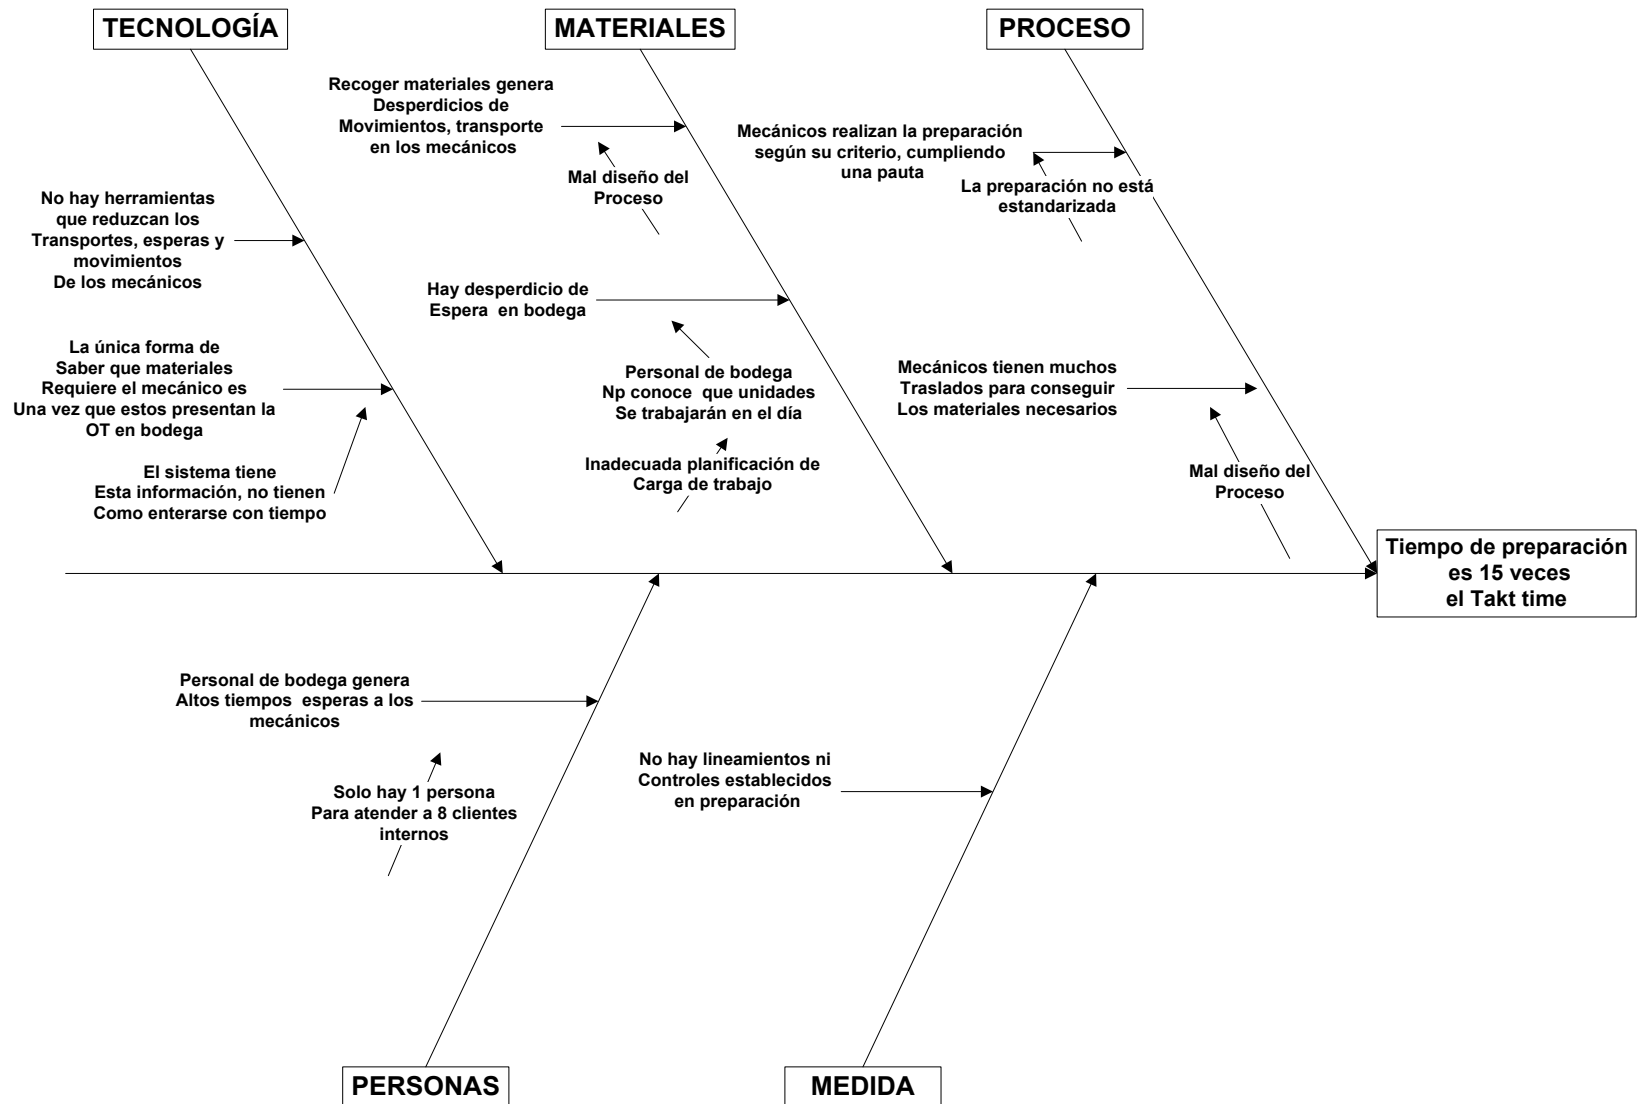 TECNOLOGÍA
MATERIALES
PROCESO
Recoger materiales genera
Desperdicios de
Movimientos, transporte
en los mecánicos
Mal diseño del
Proceso
Mecánicos realizan la preparación
según su criterio, cumpliendo
una pauta
La preparación no está
estandarizada
No hay herramientas
que reduzcan los
Transportes, esperas y
movimientos
De los mecánicos
Hay desperdicio de
Espera en bodega
La única forma de
Saber que materiales
Requiere el mecánico es
Una vez que estos presentan la
OT en bodega
Personal de bodega
Np conoce que unidades
Se trabajarán en el día
Mecánicos tienen muchos
Traslados para conseguir
Los materiales necesarios
El sistema tiene
Esta información, no tienen
Como enterarse con tiempo
Inadecuada planificación de
Carga de trabajo
Mal diseño del
Proceso
Tiempo de preparación
es 15 veces
el Takt time
Personal de bodega genera
Altos tiempos esperas a los
mecánicos
Solo hay 1 persona
Para atender a 8 clientes
internos
No hay lineamientos ni
Controles establecidos
en preparación
PERSONAS
MEDIDA